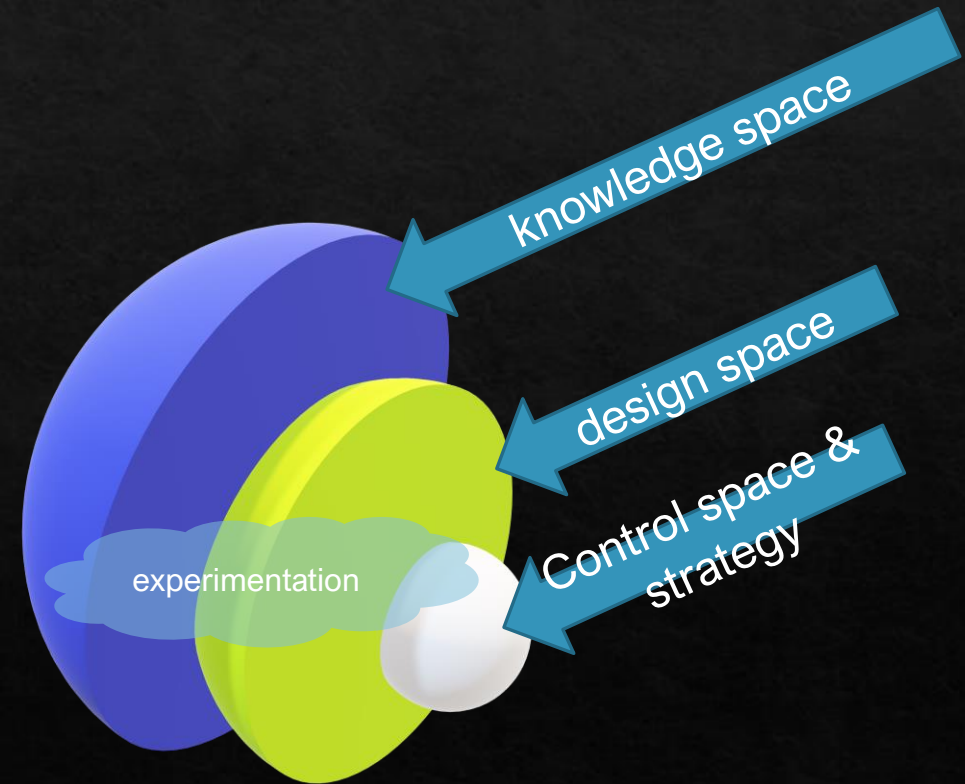 knowledge space
design space
Control space &
strategy
experimentation